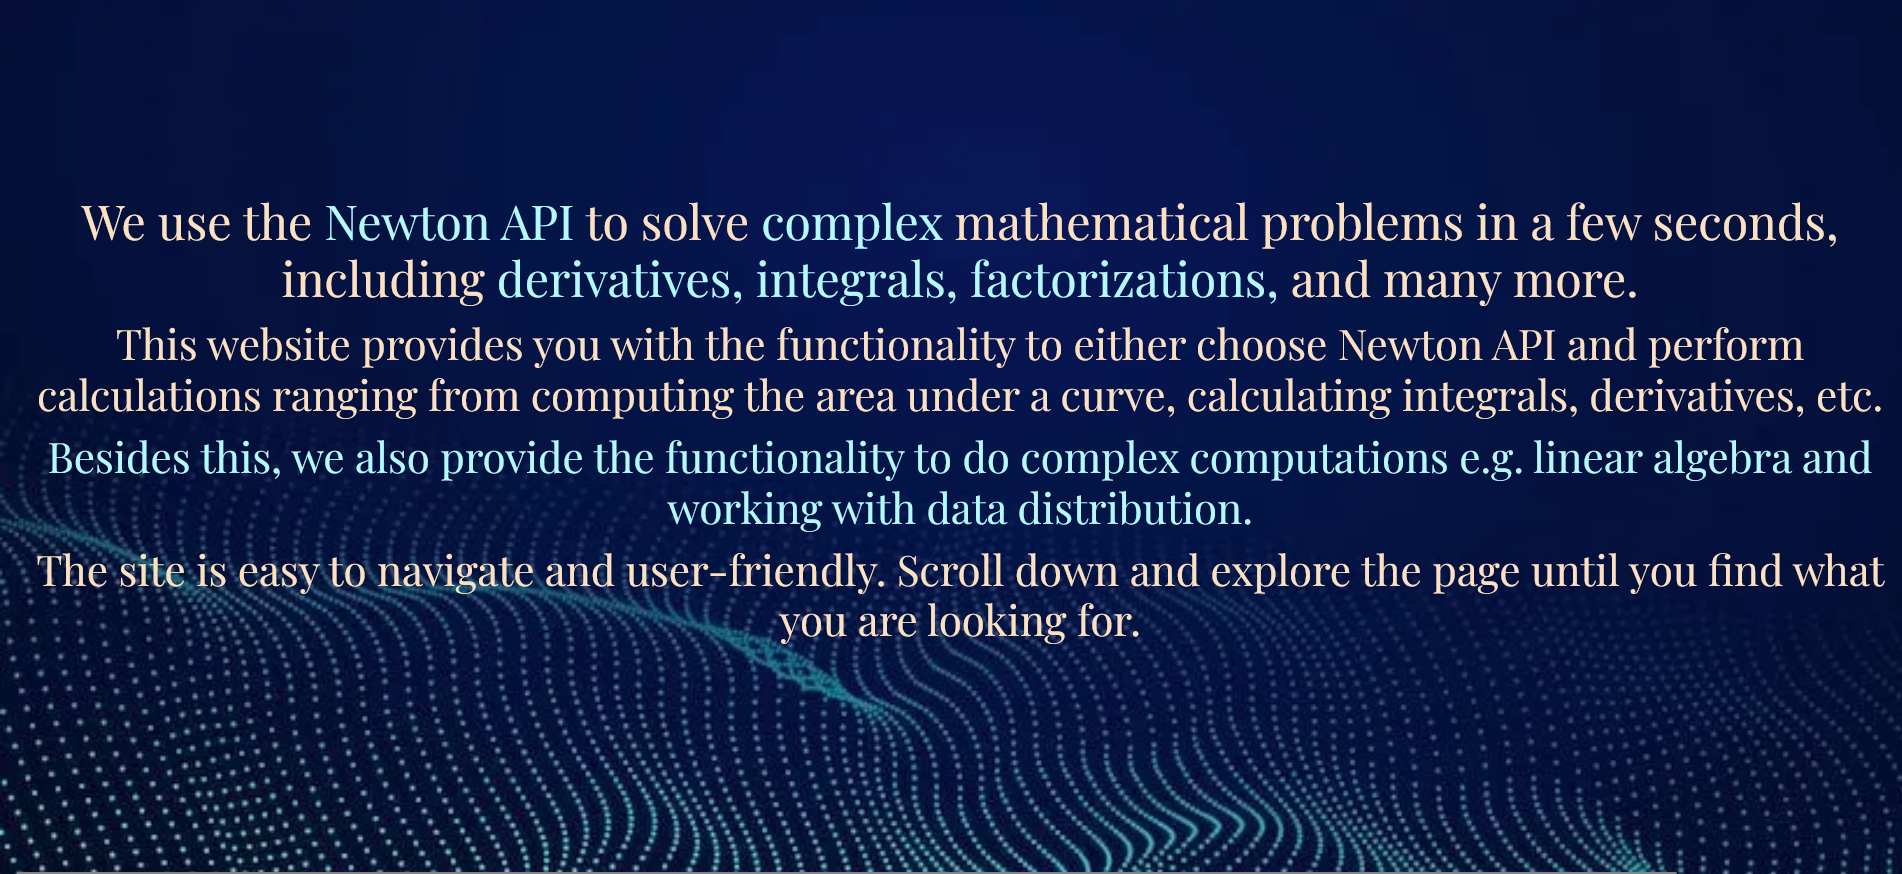 We use the Newton API to solve complex mathematical problems in a few seconds,
including derivatives, integrals, factorizations, and many more.
This website provides you with the functionality to either choose Newton API and perform
calculations ranging from computing the area under a curve, calculating integrals, derivatives, etc.
Besides this, we also provide the functionality to do complex computations e.g. linear algebra and
working with data distribution.
The site is easy to navigate and user-friendly. Scroll down and explore the page until you find what
you are looking for.